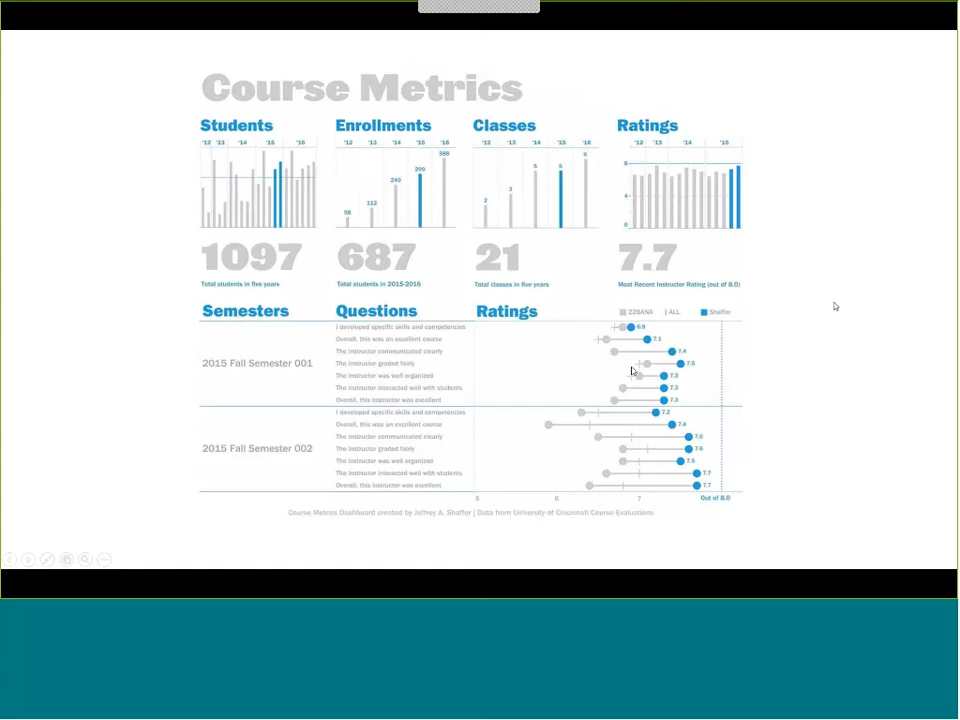 Course Metrics
Students Enrollments Classes Ratings
'12 '13 '14 '15 '16 '12 '13 '14 '15 '16 '12 '13 '14 '15 '16 '12 '13 '14 '15
58 112 240 299 388
2 3 5 5 6
8
4
0
1097 687 21 7.7
Total students in five years Total students in 2015-2016 Total classes in five years Most Recent Instructor Rating (out of 8.0)
Semesters Questions Ratings 22BANA ALL Shaffer
2015 Fall Semester 001
I developed specific skills and competencies 6.9
Overall, this was an excellent course 7.1
The instructor communicated clearly 7.4
The instructor graded fairly 7.5
The instructor was well organized 7.3
The instructor interacted well with students 7.3
Overall, this instructor was excellent 7.3
2015 Fall Semester 002
I developed specific skills and competencies 7.2
Overall, this was an excellent course 7.4
The instructor communicated clearly 7.6
The instructor graded fairly 7.6
The instructor was well organized 7.5
The instructor interacted well with students 7.7
Overall, this instructor was excellent 7.7
5 6 7 Out of 8.0
Course Metrics Dashboard created by Jeffrey A. Shaffer | Data from University of Cincinnati Course Evaluations